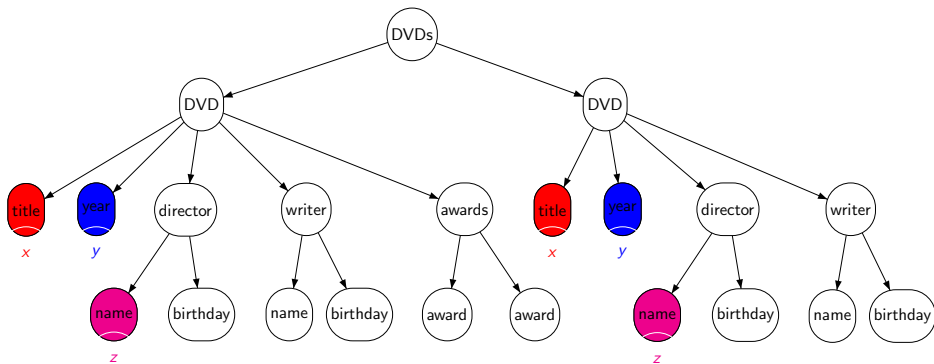 DVDs
DVD DVD
title year director writer awards title year director writer
x y x y
name birthday name birthday award award name birthday name birthday
z z